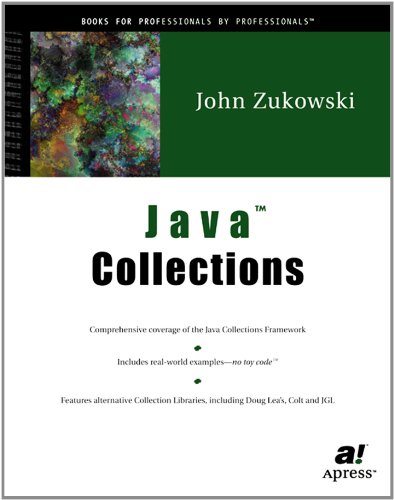 BOOKS FOR PROFESSIONALS BY PROFESSIONALS™
John Zukowski
Java™
Collections
Comprehensive coverage of the Java Collections Framework
Includes real-world examples—no toy code™
Features alternative Collection Libraries, including Doug Lea's, Colt and JGL
a!
Apress™